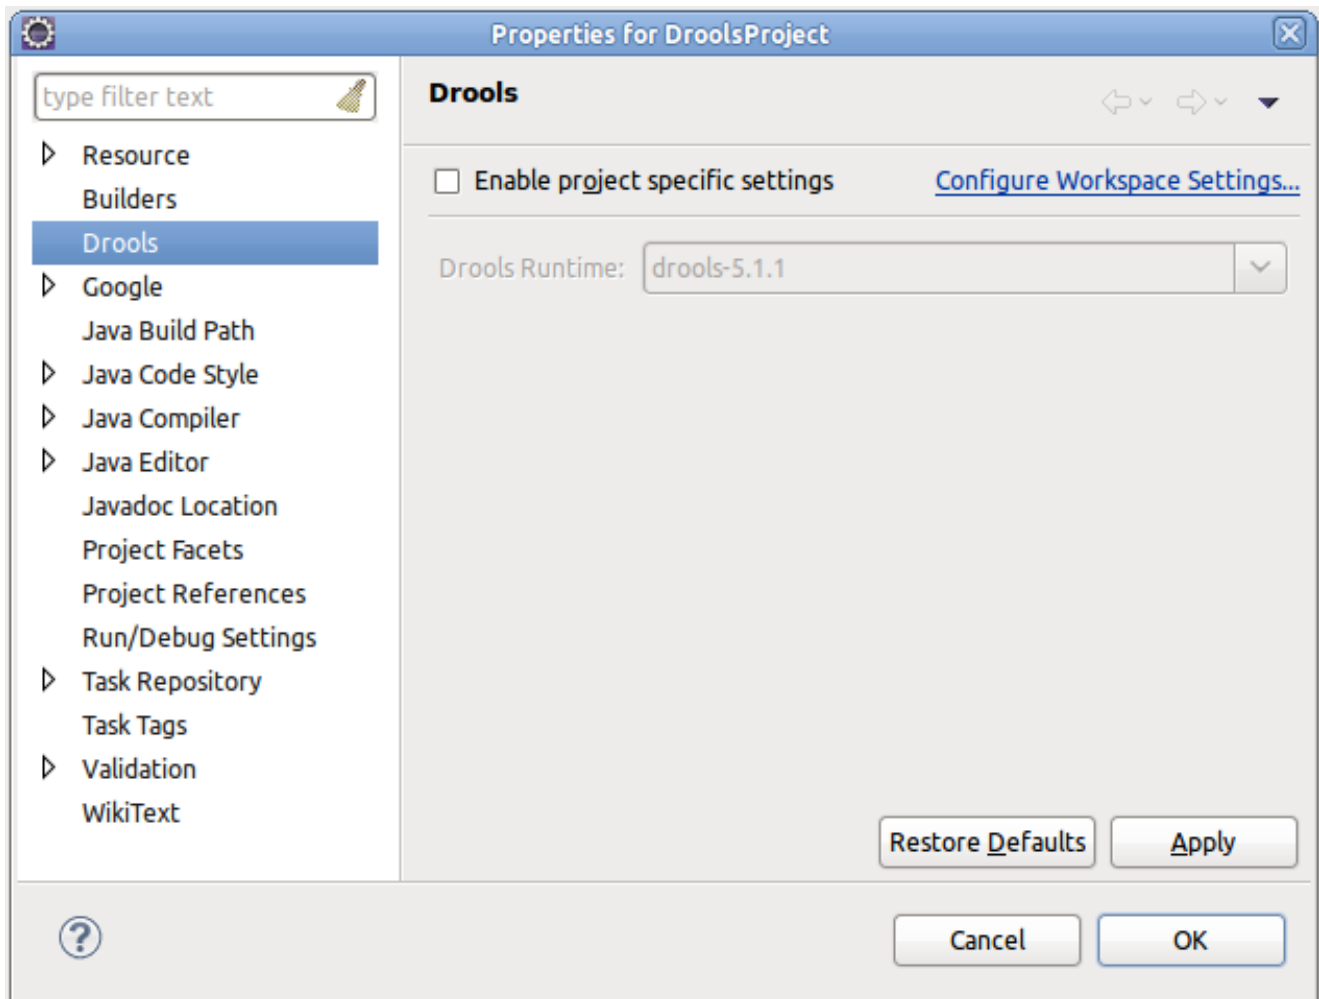 Properties for DroolsProject
type filter text
Resource
Builders
Drools
Google
Java Build Path
Java Code Style
Java Compiler
Java Editor
Javadoc Location
Project Facets
Project References
Run/Debug Settings
Task Repository
Task Tags
Validation
WikiText
Drools
Enable project specific settings
Configure Workspace Settings...
Drools Runtime: drools-5.1.1
Restore Defaults
Apply
?
Cancel
OK